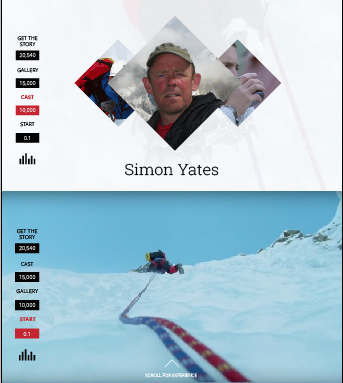 GET THE
STORY
20,540
GALLERY
15,000
CAST
10,000
START
0.1
Simon Yates
GET THE
STORY
20,540
CAST
15,000
GALLERY
10,000
START
0.1
SCROLL FOR EXPERIENCE